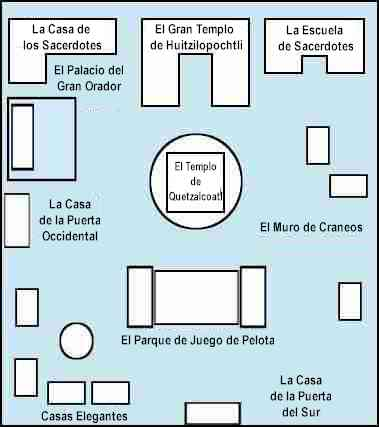 La Casa de
los Sacerdotes
El Gran Templo
de Huitzilopochtli
La Escuela
de Sacerdotes
El Palacio del
Gran Orador
El Templo
de
Quetzalcoatl
La Casa
de la Puerta
Occidental
El Muro de Craneos
El Parque de Juego de Pelota
La Casa
de la Puerta
del Sur
Casas Elegantes